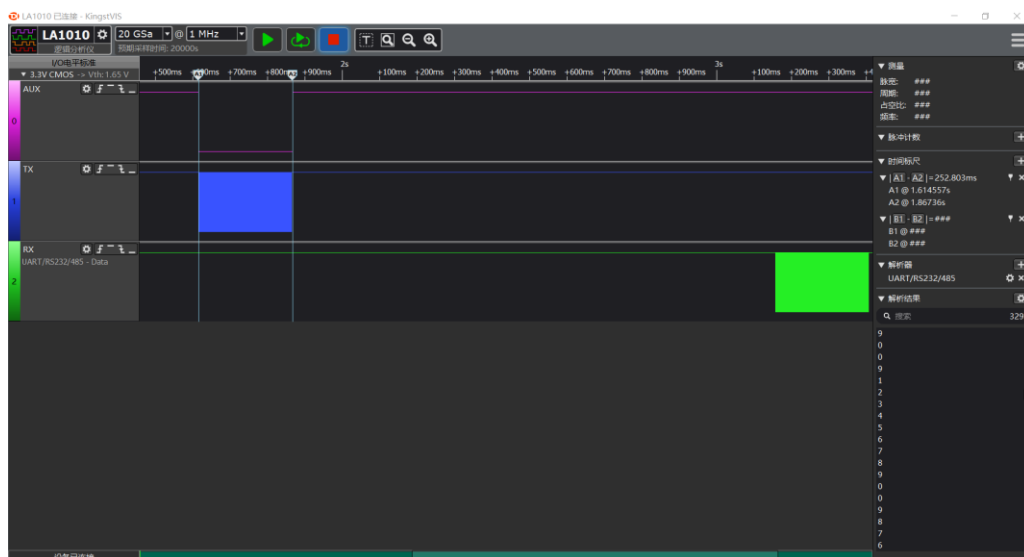 LA1010 已连接 - KingstVIS
LA1010
逻辑分析仪
20 GSa @ 1 MHz
预期采样时间: 20000s
I/O电平标准
▼ 3.3V CMOS -> Vth: 1.65 V
2s 3s
+500ms +700ms +900ms +100ms +200ms +300ms +400ms +500ms +600ms +700ms +800ms +900ms +100ms +200ms +300ms
AUX
0
TX
1
RX
UART/RS232/485 - Data
2
▼ 测量
脉宽: ###
周期: ###
占空比: ###
频率: ###
▼ 脉冲计数
▼ 时间标尺
▼ | A1 - A2 |=252.803ms
A1 @ 1.614557s
A2 @ 1.86736s
▼ | B1 - B2 |=###
B1 @ ###
B2 @ ###
▼ 解析器
UART/RS232/485
▼ 解析结果
搜索 329
9
0
0
9
1
2
3
4
5
6
7
8
9
0
0
9
8
7
6
设备已连接